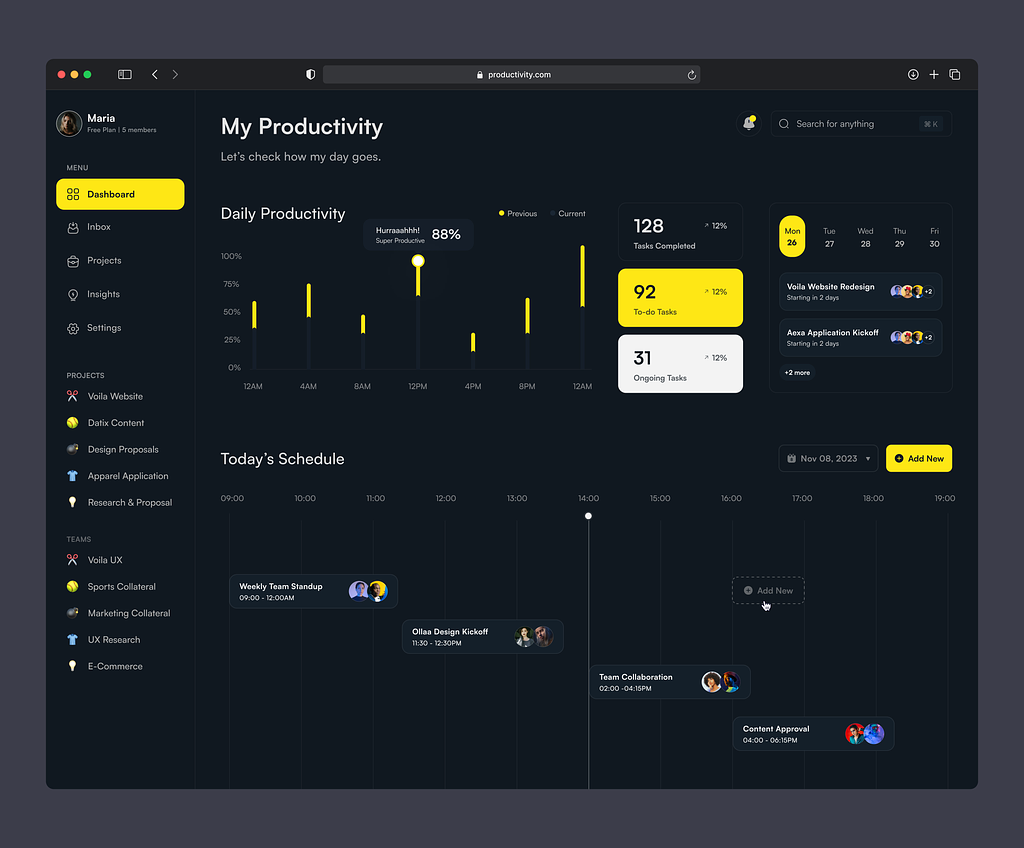 productivity.com
Maria
Free Plan | 5 members
MENU
Dashboard
Inbox
Projects
Insights
Settings
PROJECTS
Voila Website
Datix Content
Design Proposals
Apparel Application
Research & Proposal
TEAMS
Voila UX
Sports Collateral
Marketing Collateral
UX Research
E-Commerce
My Productivity
Let's check how my day goes.
Search for anything
⌘ K
Daily Productivity
Previous
Current
Hurraaahhh!
Super Productive
88%
100%
75%
50%
25%
0%
12AM
4AM
8AM
12PM
4PM
8PM
12AM
128
12%
Tasks Completed
92
12%
To-do Tasks
31
12%
Ongoing Tasks
Mon Tue Wed Thu Fri
26 27 28 29 30
Voila Website Redesign
Starting in 2 days
+2
Aexa Application Kickoff
Starting in 2 days
+2
+2 more
Today's Schedule
Nov 08, 2023
Add New
09:00 10:00 11:00 12:00 13:00 14:00 15:00 16:00 17:00 18:00 19:00
Weekly Team Standup
09:00 - 12:00AM
Add New
Ollaa Design Kickoff
11:30 - 12:30PM
Team Collaboration
02:00 -04:15PM
Content Approval
04:00 - 06:15PM